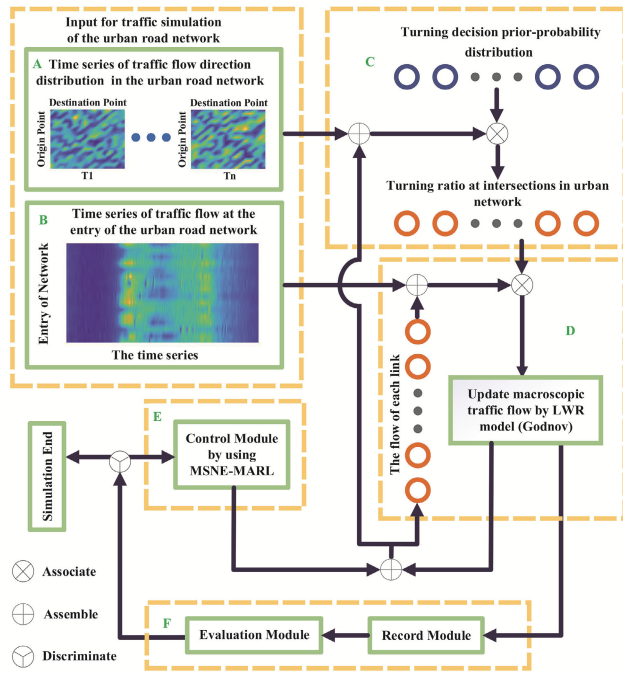 Input for traffic simulation
of the urban road network
A
Time series of traffic flow direction
distribution in the urban road network
Destination Point
Destination Point
Origin Point
Origin Point
T1
Tn
B
Time series of traffic flow at the
entry of the urban road network
Entry of Network
The time series
Turning decision prior-probability
distribution
C
Turning ratio at intersections in urban
network
D
The flow of each link
Update macroscopic
traffic flow by LWR
model (Godnov)
E
Control Module
by using
MSNE-MARL
Simulation End
Associate
Assemble
Discriminate
F
Evaluation Module
Record Module